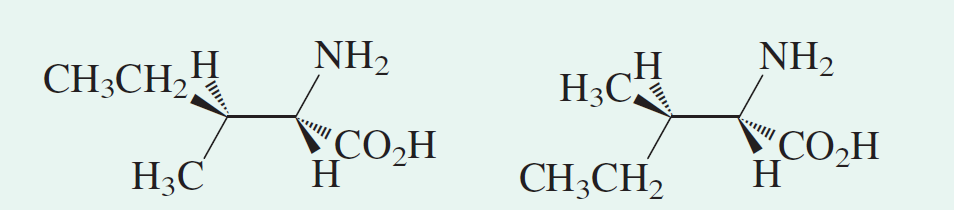 CH₃CH₂ H NH₂
H₃C H CO₂H
H₃C H NH₂
CH₃CH₂ H CO₂H